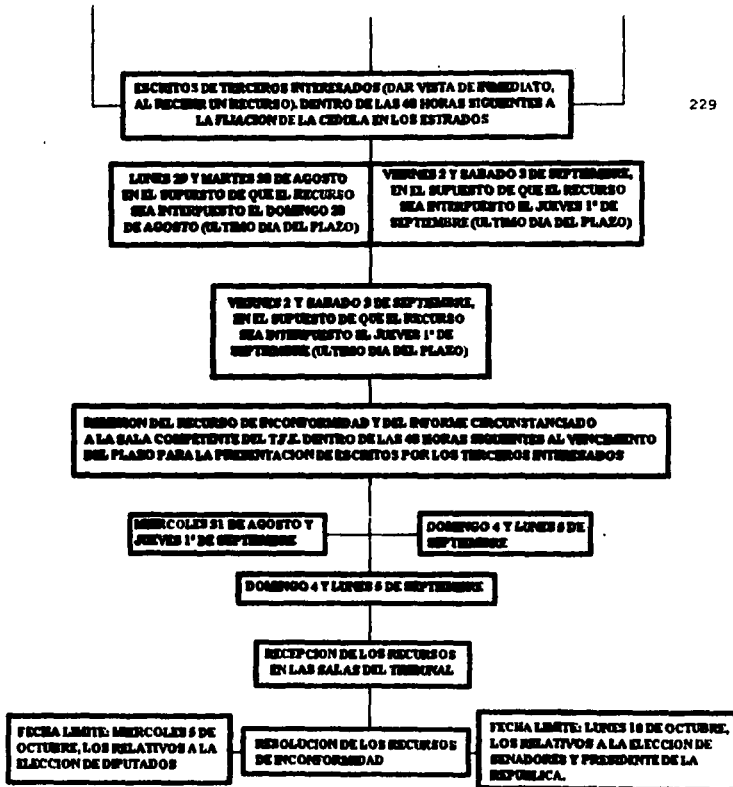 ESCRITOS DE TERCEROS INTERESADOS (DAR VISTA DE INMEDIATO,
AL RECIBIR UN RECURSO). DENTRO DE LAS 48 HORAS SIGUIENTES A
LA FIJACION DE LA CEDULA EN LOS ESTRADOS
229
LUNES 29 Y MARTES 30 DE AGOSTO
EN EL SUPUESTO DE QUE EL RECURSO
SEA INTERPUESTO EL DOMINGO 28
DE AGOSTO (ULTIMO DIA DEL PLAZO)
VIERNES 2 Y SABADO 3 DE SEPTIEMBRE,
EN EL SUPUESTO DE QUE EL RECURSO
SEA INTERPUESTO EL JUEVES 1º DE
SEPTIEMBRE (ULTIMO DIA DEL PLAZO)
VIERNES 2 Y SABADO 3 DE SEPTIEMBRE,
EN EL SUPUESTO DE QUE EL RECURSO
SEA INTERPUESTO EL JUEVES 1º DE
SEPTIEMBRE (ULTIMO DIA DEL PLAZO)
REMISION DEL RECURSO DE INCONFORMIDAD Y DEL INFORME CIRCUNSTANCIADO
A LA SALA COMPETENTE DEL T.F.E. DENTRO DE LAS 48 HORAS SIGUIENTES AL VENCIMIENTO
DEL PLAZO PARA LA PRESENTACION DE ESCRITOS POR LOS TERCEROS INTERESADOS
MIERCOLES 31 DE AGOSTO Y
JUEVES 1º DE SEPTIEMBRE
DOMINGO 4 Y LUNES 5 DE
SEPTIEMBRE
DOMINGO 4 Y LUNES 5 DE SEPTIEMBRE
RECEPCION DE LOS RECURSOS
EN LAS SALAS DEL TRIBUNAL
FECHA LIMITE: MIERCOLES 5 DE
OCTUBRE, LOS RELATIVOS A LA
ELECCION DE DIPUTADOS
RESOLUCION DE LOS RECURSOS
DE INCONFORMIDAD
FECHA LIMITE: LUNES 10 DE OCTUBRE,
LOS RELATIVOS A LA ELECCION DE
SENADORES Y PRESIDENTE DE LA
REPUBLICA.